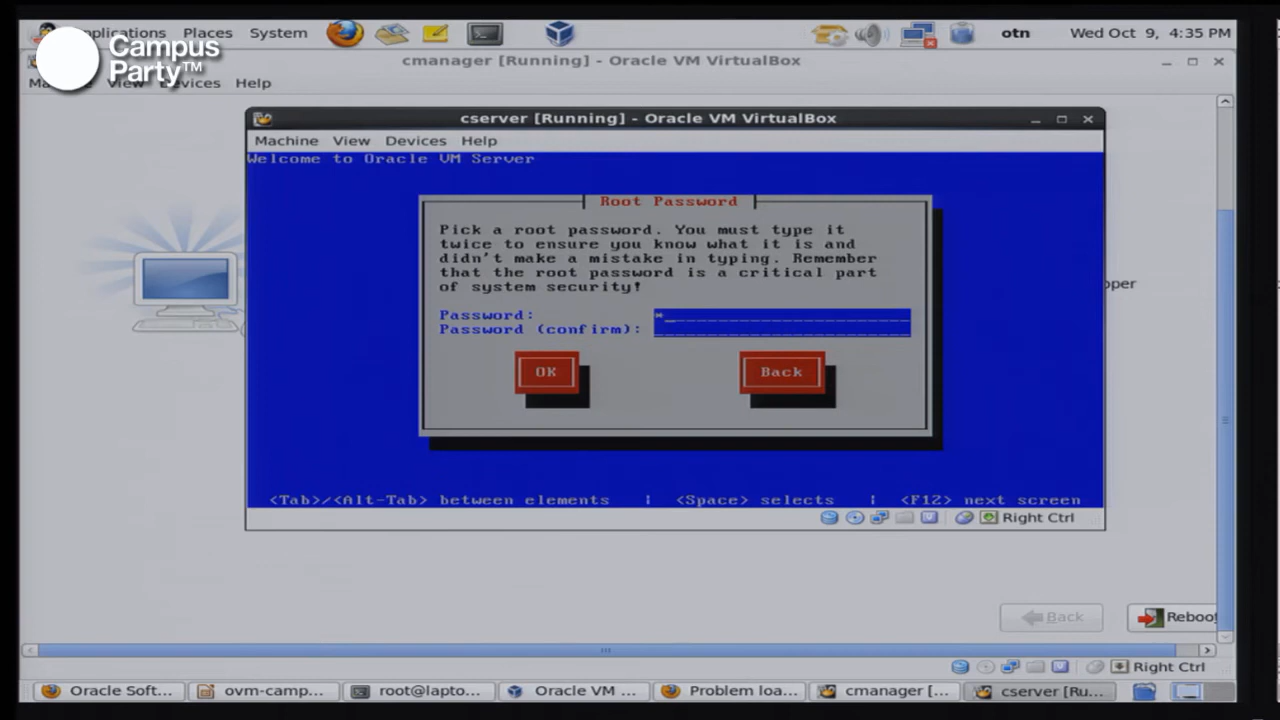 Applications Places System
otn
Wed Oct 9, 4:35 PM
Campus
Party™
cmanager [Running] - Oracle VM VirtualBox
View Devices Help
cserver [Running] - Oracle VM VirtualBox
Machine View Devices Help
Welcome to Oracle VM Server
Root Password
Pick a root password. You must type it
twice to ensure you know what it is and
didn't make a mistake in typing. Remember
that the root password is a critical part
of system security!
Password: *
Password (confirm):
OK Back
<Tab>/<Alt-Tab> between elements | <Space> selects | <F12> next screen
Right Ctrl
opper
Back Reboot
Right Ctrl
Oracle Soft... ovm-camp... root@lapto... Oracle VM ... Problem loa... cmanager [... cserver [Ru...